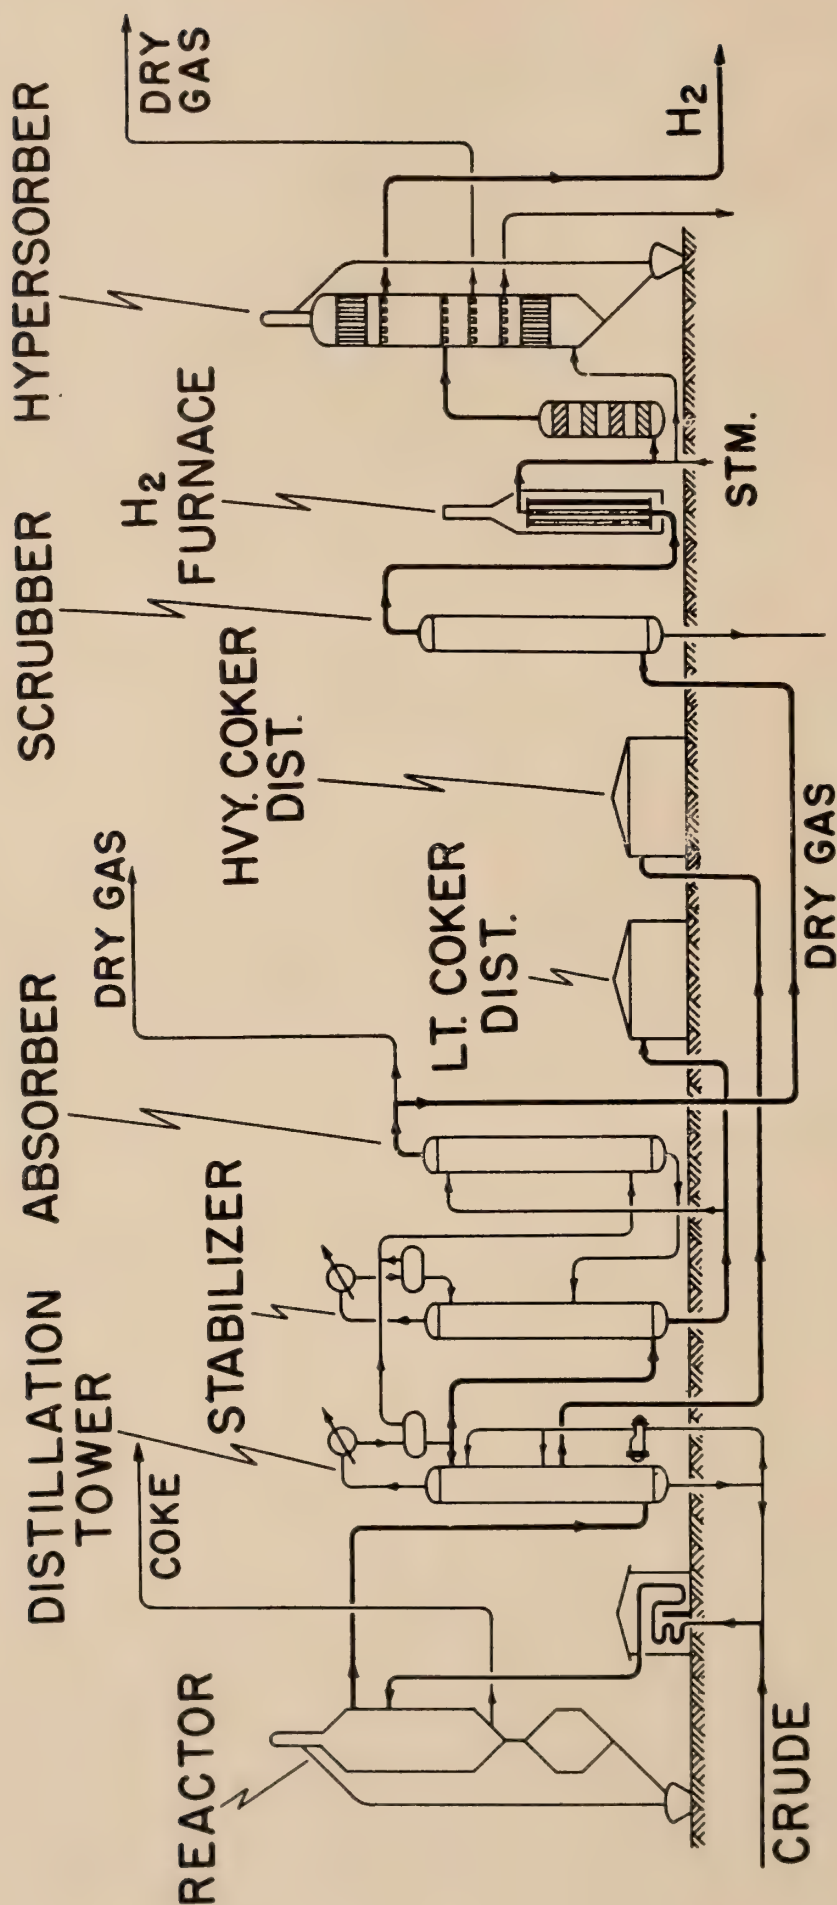 REACTOR
COKE
DISTILLATION
TOWER
STABILIZER
ABSORBER
DRY GAS
LT. COKER
DIST.
HVY. COKER
DIST.
SCRUBBER
H2
FURNACE
HYPERSORBER
DRY
GAS
CRUDE
DRY GAS
STM.
H2